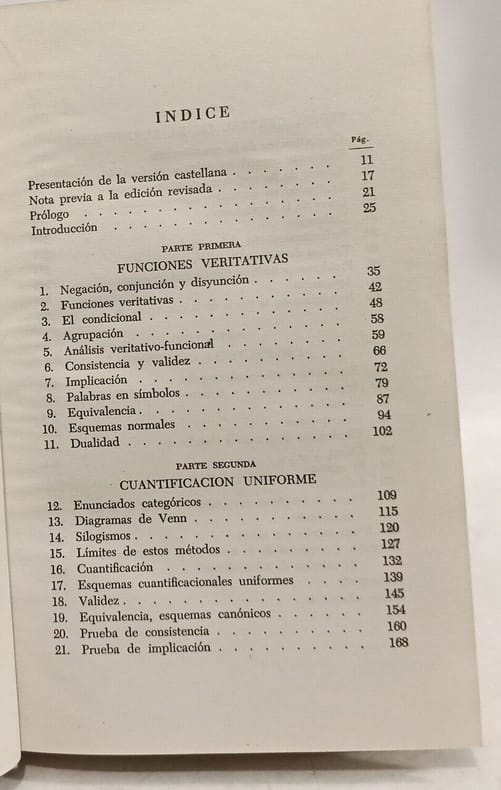 INDICE
Pág.
Presentación de la versión castellana . . . . . . . 11
Nota previa a la edición revisada . . . . . . . . 17
Prólogo . . . . . . . . . . . . . . 21
Introducción . . . . . . . . . . . . 25
PARTE PRIMERA
FUNCIONES VERITATIVAS
1. Negación, conjunción y disyunción . . . . . . 35
2. Funciones veritativas . . . . . . . . . . 42
3. El condicional . . . . . . . . . . . 48
4. Agrupación . . . . . . . . . . . . 58
5. Análisis veritativo-funcional . . . . . . . . 59
6. Consistencia y validez . . . . . . . . . 66
7. Implicación . . . . . . . . . . . . 72
8. Palabras en símbolos . . . . . . . . . . 79
9. Equivalencia . . . . . . . . . . . . 87
10. Esquemas normales . . . . . . . . . . 94
11. Dualidad . . . . . . . . . . . . . 102
PARTE SEGUNDA
CUANTIFICACION UNIFORME
12. Enunciados categóricos . . . . . . . . . 109
13. Diagramas de Venn . . . . . . . . . . 115
14. Silogismos . . . . . . . . . . . . . 120
15. Límites de estos métodos . . . . . . . . 127
16. Cuantificación . . . . . . . . . . . 132
17. Esquemas cuantificacionales uniformes . . . . 139
18. Validez . . . . . . . . . . . . . 145
19. Equivalencia, esquemas canónicos . . . . . 154
20. Prueba de consistencia . . . . . . . . . 160
21. Prueba de implicación . . . . . . . . . 168